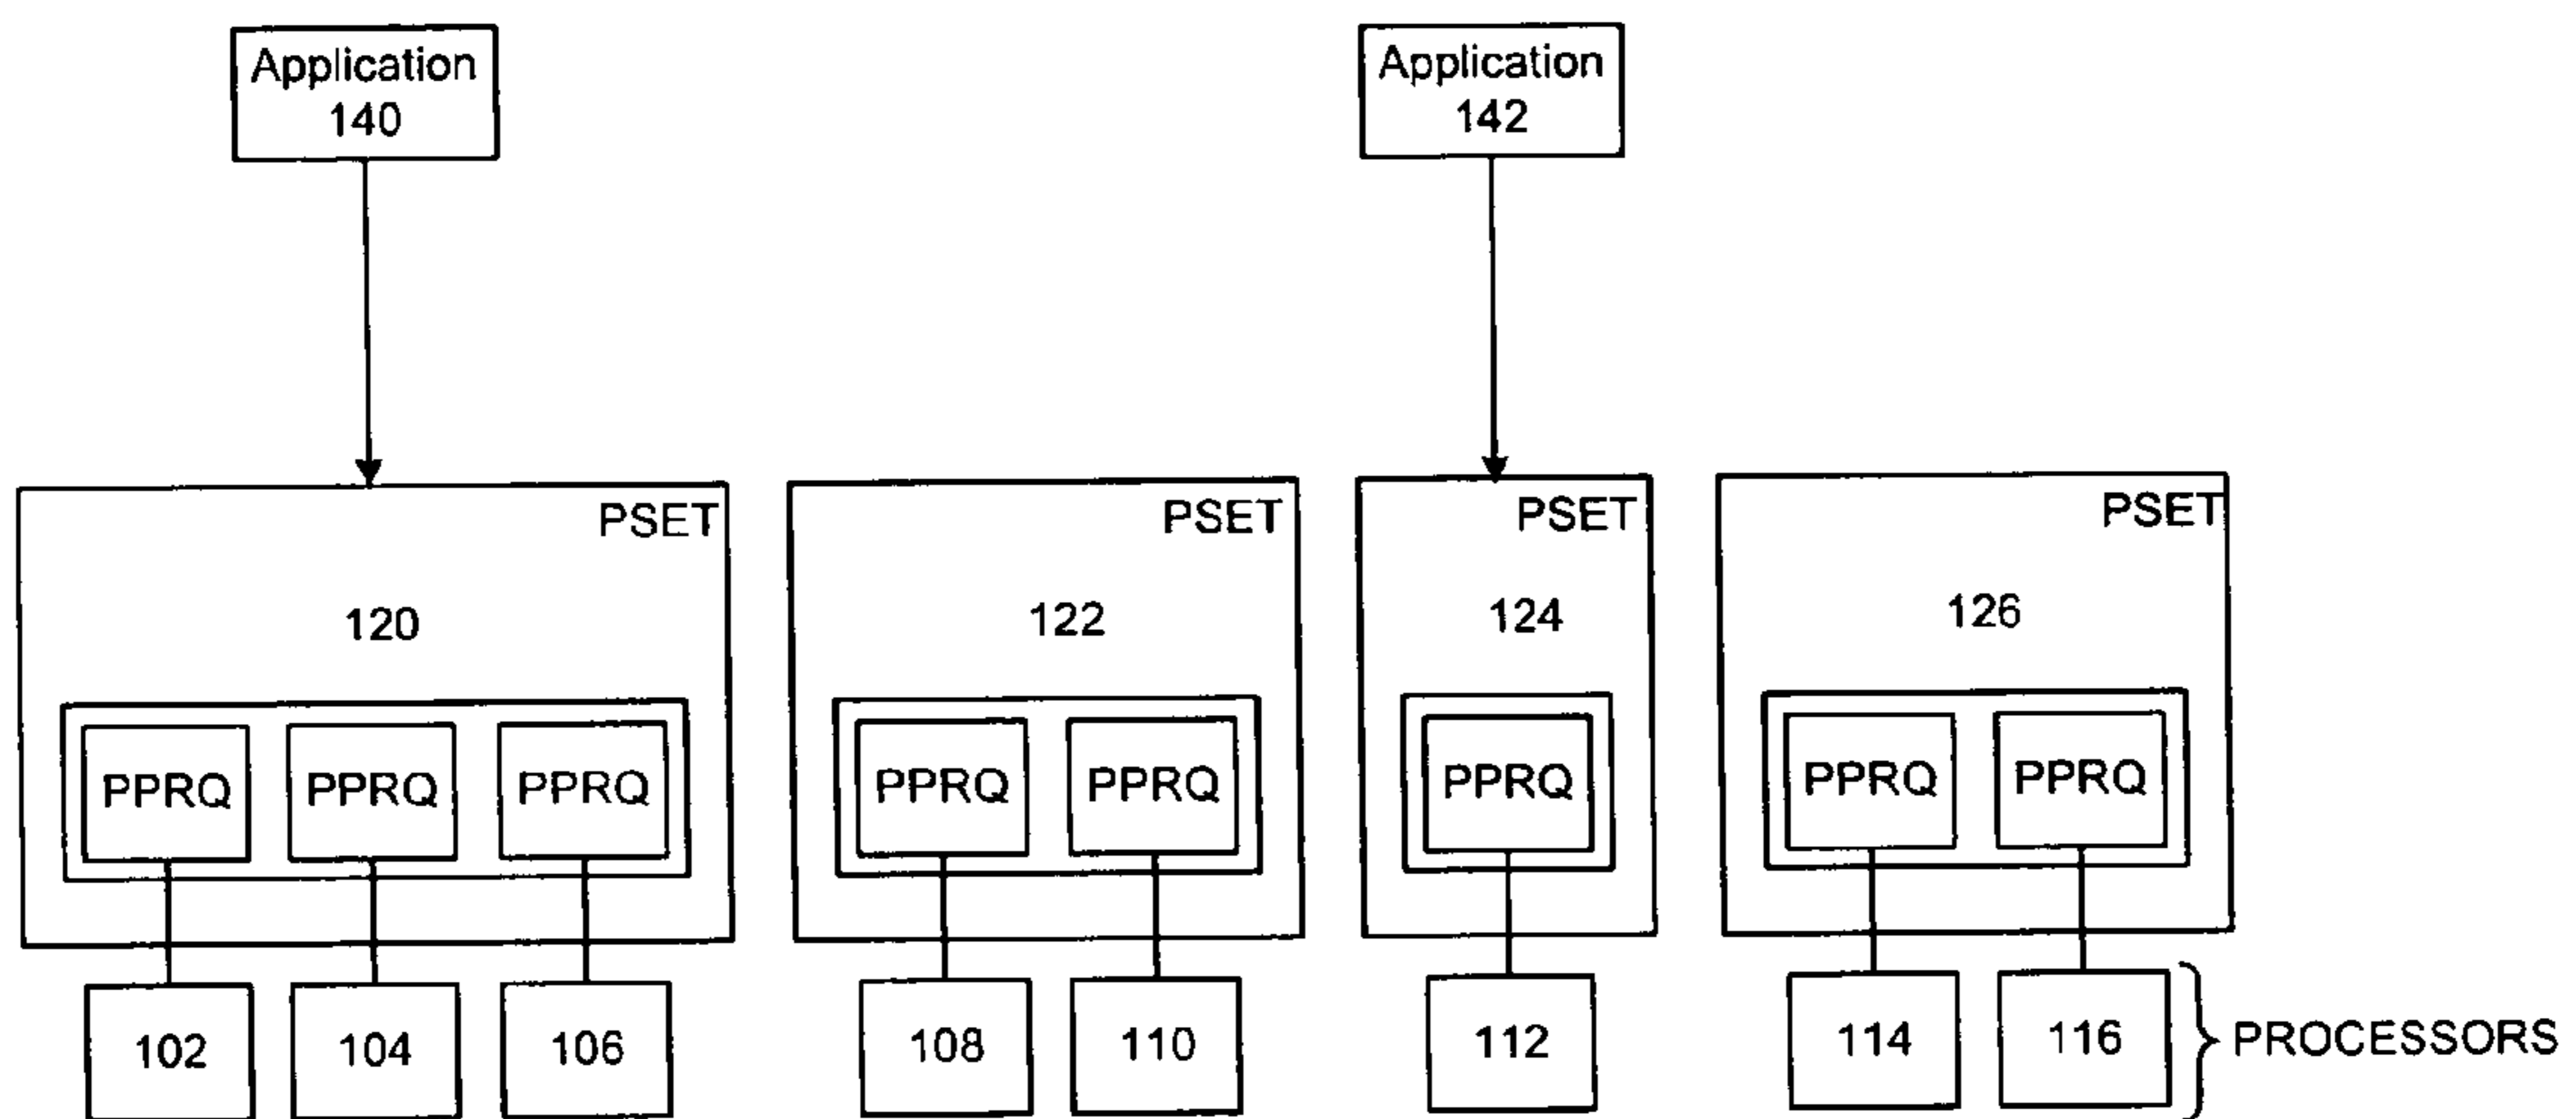 Application
140
Application
142
PSET
PSET
PSET
PSET
120
122
124
126
PPRQ
PPRQ
PPRQ
PPRQ
PPRQ
PPRQ
PPRQ
PPRQ
102
104
106
108
110
112
114
116
PROCESSORS